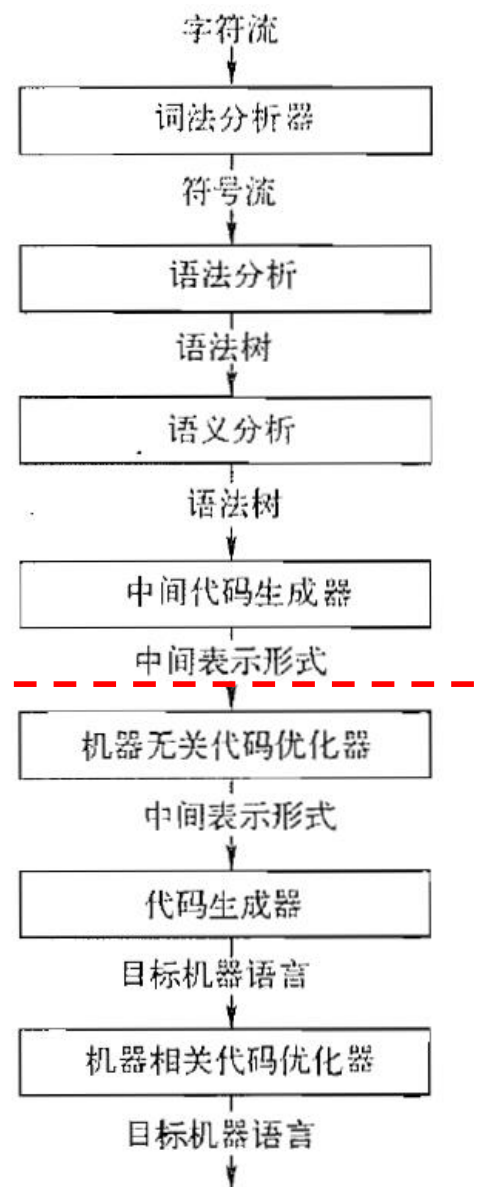 字符流
词法分析器
符号流
语法分析
语法树
语义分析
语法树
中间代码生成器
中间表示形式
机器无关代码优化器
中间表示形式
代码生成器
目标机器语言
机器相关代码优化器
目标机器语言